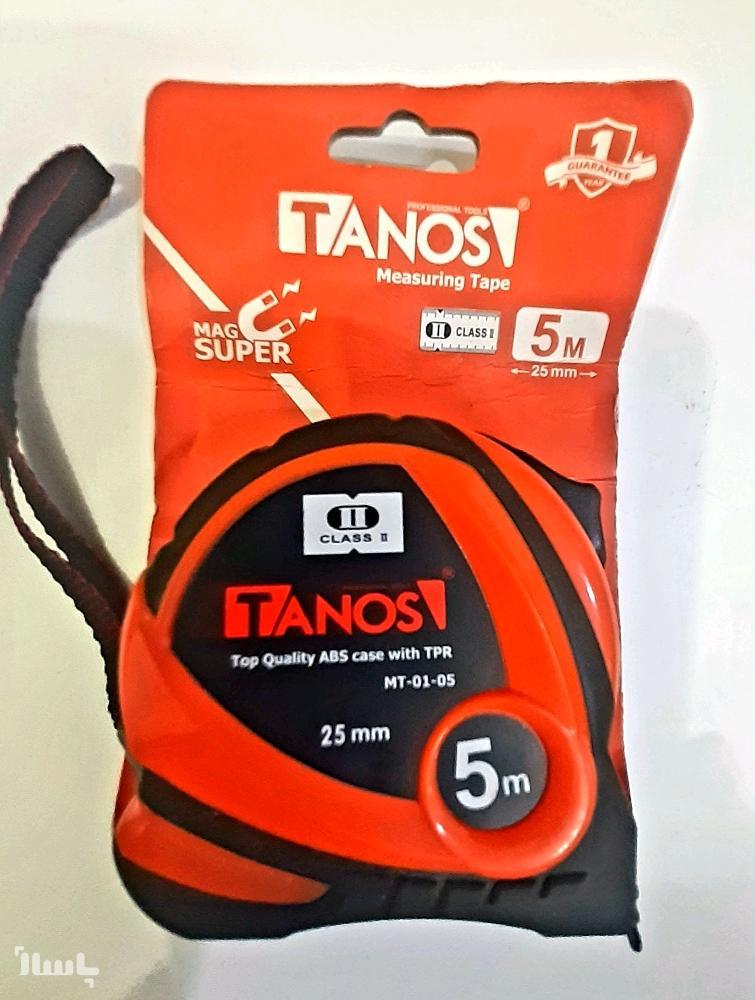 1
GUARANTEE
YEAR
PROFESSIONAL TOOLS
TANOS
®
Measuring Tape
MAG
SUPER
II CLASS II
5M
25 mm
II
CLASS II
TANOS
®
Top Quality ABS case with TPR
MT-01-05
25 mm
5m
باسلام